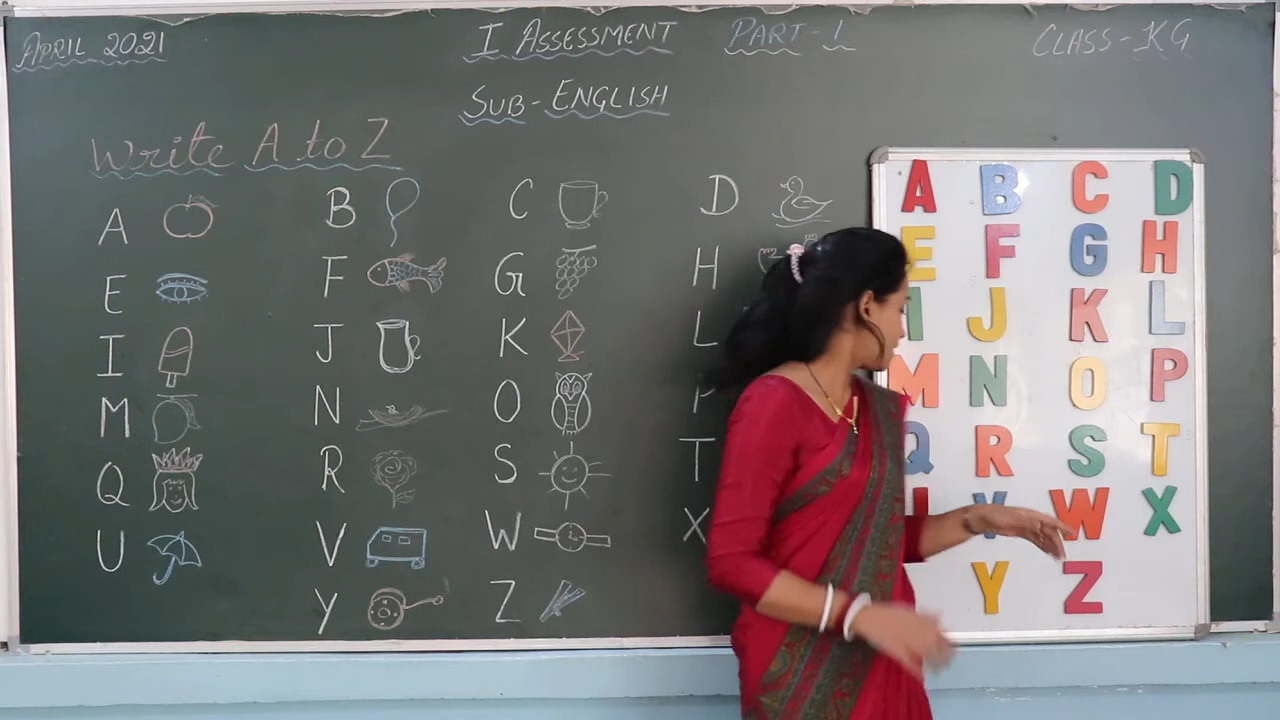 APRIL 2021 I ASSESSMENT PART-1 CLASS-KG
SUB-ENGLISH
Write A to Z
A B C D
E F G H
I J K L
M N O P
Q R S T
U V W X
Y Z
A B C D
E F G H
I J K L
M N O P
Q R S T
U V W X
Y Z